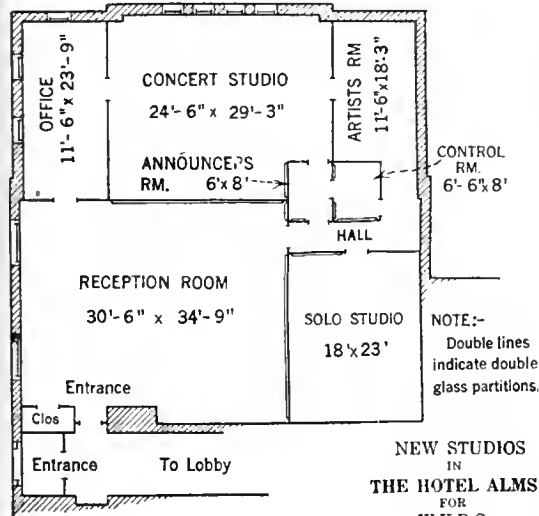 OFFICE
11'-6" x 23'-9"
CONCERT STUDIO
24'-6" x 29'-3"
ARTISTS RM
11'-6"x18'-3"
ANNOUNCERS
RM.
6'x8'
CONTROL
RM.
6'-6"x8'
HALL
RECEPTION ROOM
30'-6" x 34'-9"
SOLO STUDIO
18'x23'
NOTE:-
Double lines
indicate double
glass partitions.
Entrance
Clos
Entrance
To Lobby
NEW STUDIOS
IN
THE HOTEL ALMS
FOR